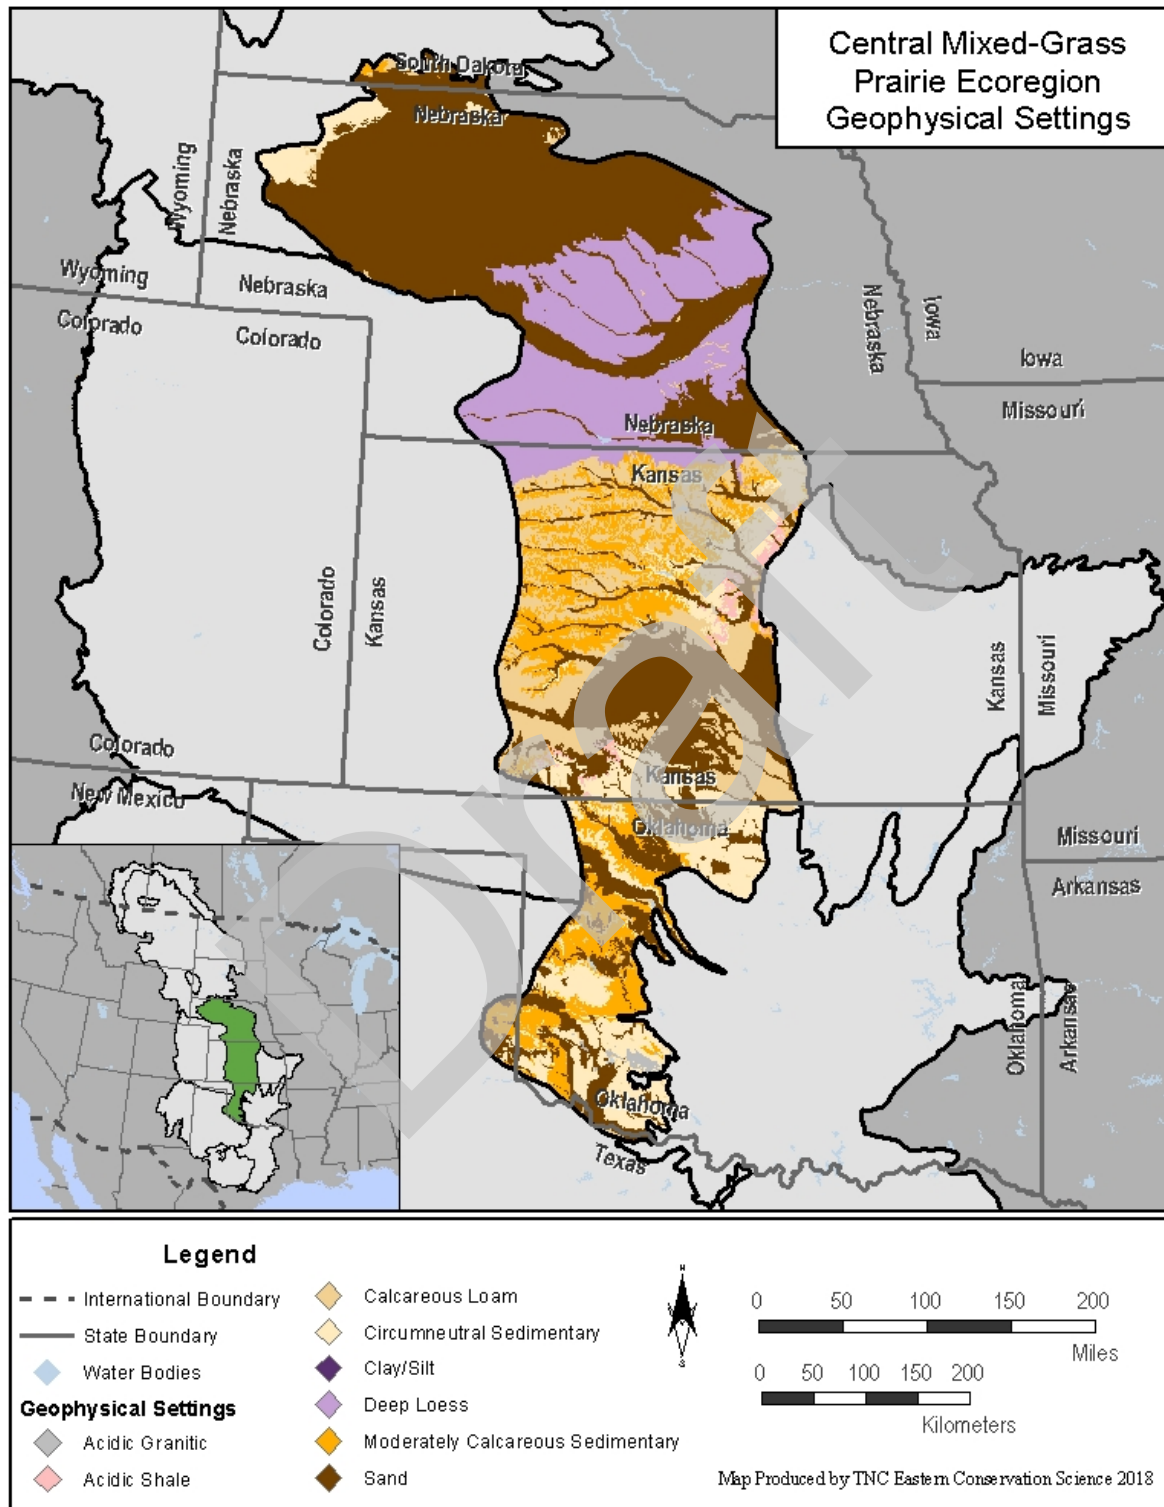 Central Mixed-Grass
Prairie Ecoregion
Geophysical Settings
South Dakota
Nebraska
Wyoming
Nebraska
Wyoming
Nebraska
Colorado
Colorado
Nebraska
Iowa
Iowa
Missouri
Nebraska
Kansas
Colorado
Kansas
Kansas
Missouri
Colorado
New Mexico
Kansas
Oklahoma
Missouri
Arkansas
Oklahoma
Arkansas
Oklahoma
Texas
Draft
Legend
International Boundary
State Boundary
Water Bodies
Geophysical Settings
Acidic Granitic
Acidic Shale
Calcareous Loam
Circumneutral Sedimentary
Clay/Silt
Deep Loess
Moderately Calcareous Sedimentary
Sand
N
S
0 50 100 150 200
Miles
0 50 100 150 200
Kilometers
Map Produced by TNC Eastern Conservation Science 2018